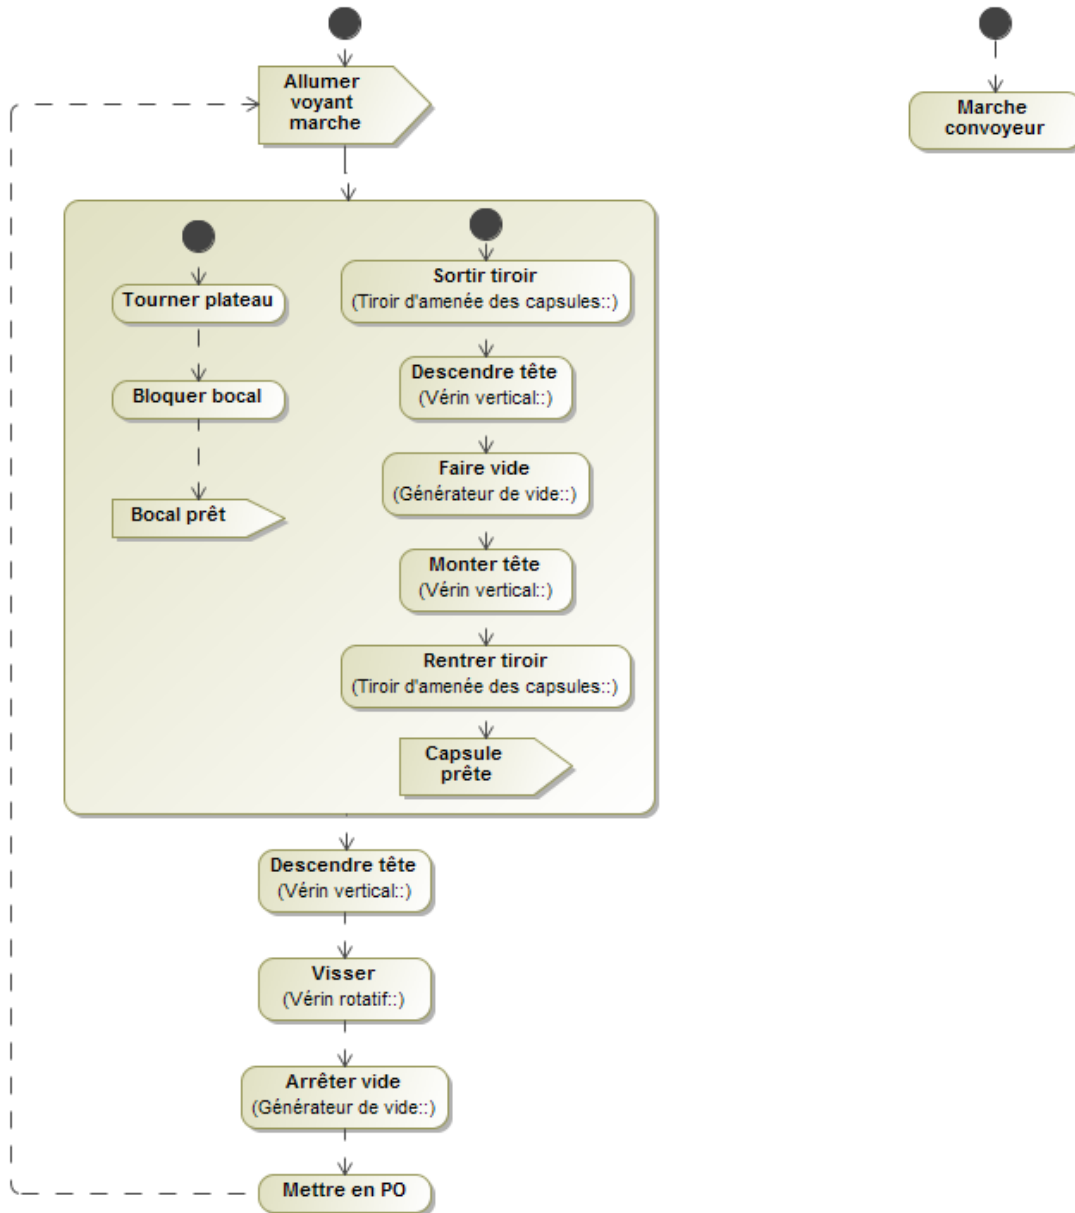 Allumer
voyant
marche
Marche
convoyeur
Tourner plateau
Bloquer bocal
Bocal prêt
Sortir tiroir
(Tiroir d'amenée des capsules::)
Descendre tête
(Vérin vertical::)
Faire vide
(Générateur de vide::)
Monter tête
(Vérin vertical::)
Rentrer tiroir
(Tiroir d'amenée des capsules::)
Capsule
prête
Descendre tête
(Vérin vertical::)
Visser
(Vérin rotatif::)
Arrêter vide
(Générateur de vide::)
Mettre en PO